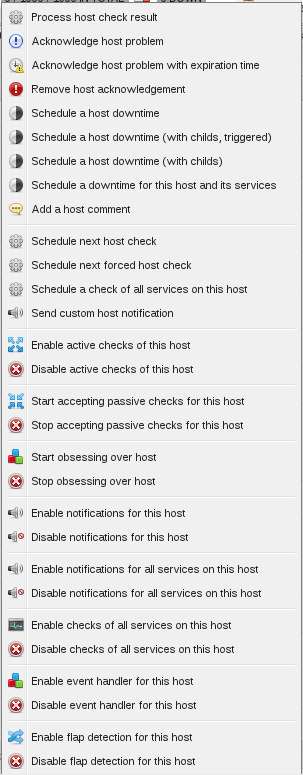 Process host check result
Acknowledge host problem
Acknowledge host problem with expiration time
Remove host acknowledgement
Schedule a host downtime
Schedule a host downtime (with childs, triggered)
Schedule a host downtime (with childs)
Schedule a downtime for this host and its services
Add a host comment
Schedule next host check
Schedule next forced host check
Schedule a check of all services on this host
Send custom host notification
Enable active checks of this host
Disable active checks of this host
Start accepting passive checks for this host
Stop accepting passive checks for this host
Start obsessing over host
Stop obsessing over host
Enable notifications for this host
Disable notifications for this host
Enable notifications for all services on this host
Disable notifications for all services on this host
Enable checks of all services on this host
Disable checks of all services on this host
Enable event handler for this host
Disable event handler for this host
Enable flap detection for this host
Disable flap detection for this host